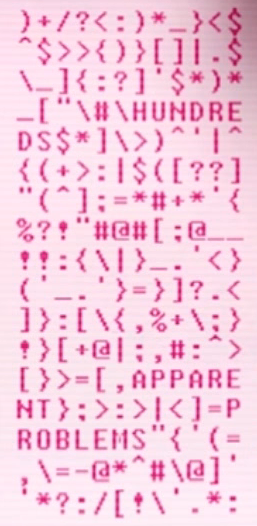 )+/?<:)*_}<$
^$>>{)}[]|.$
\_]{:?]'$*)*
_["\#\HUNDRE
DS$*]\>)^'|^
{(+>:|$([??]
"(^];=*#+*'{
%?!"#@#[;@__
!!:{\|}_.'<}
('_.'}=}]?.<
]}:[\{,%+\;}
!}[+@|;,#:^>
[}>=[,APPARE
NT};>:>|<]=P
ROBLEMS"{'(=
,\=-@*^#\@]'
'*?:/[!\'.*: